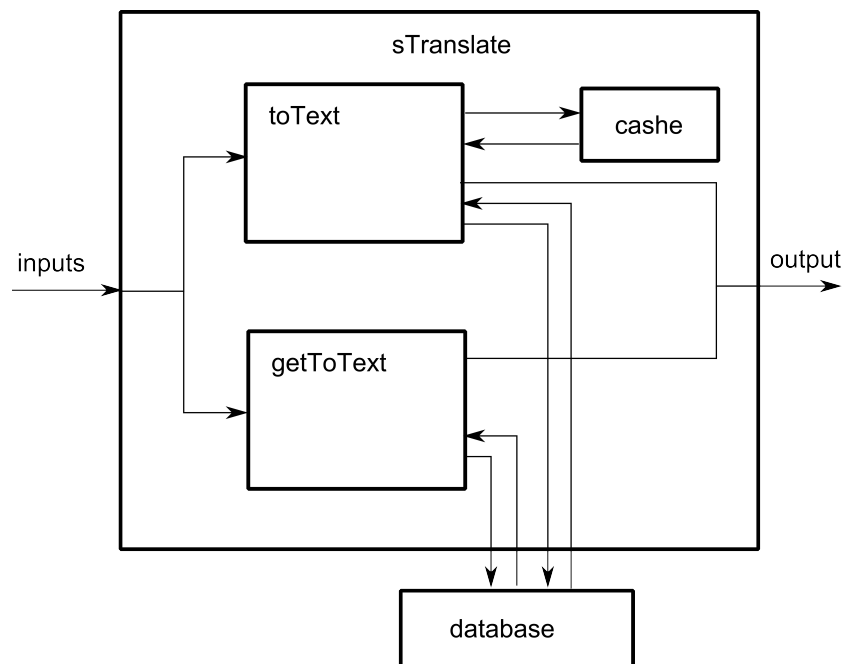 sTranslate
toText
cashe
inputs
output
getToText
database